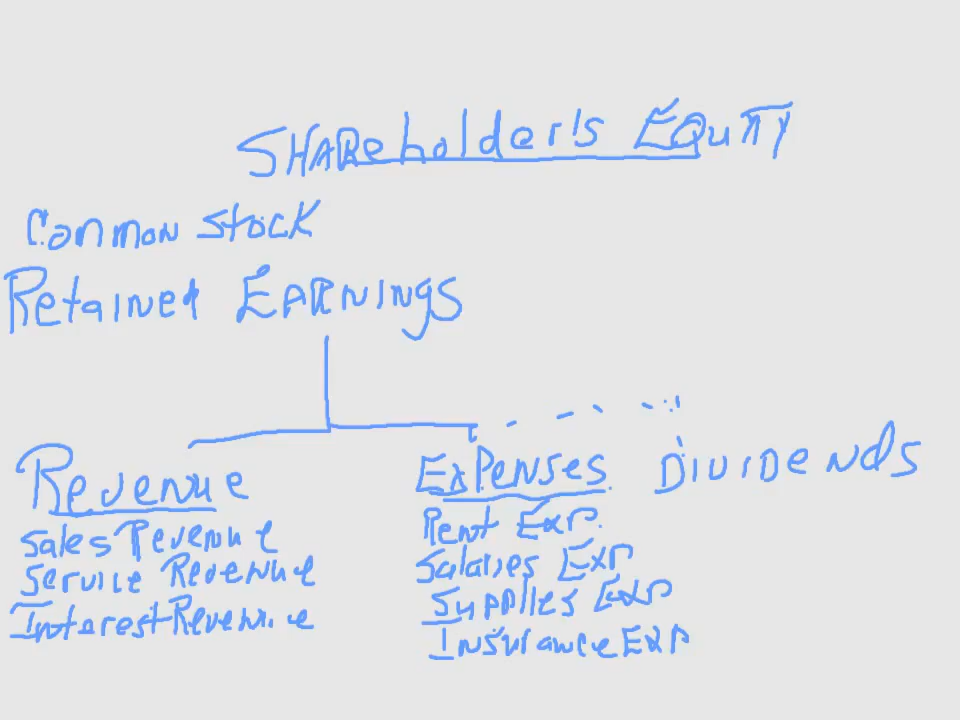 Shareholder's Equity
Common Stock
Retained Earnings
Revenue
Sales Revenue
Service Revenue
Interest Revenue
Expenses
Rent Exp.
Salaries Exp
Supplies Exp
Insurance Exp
Dividends